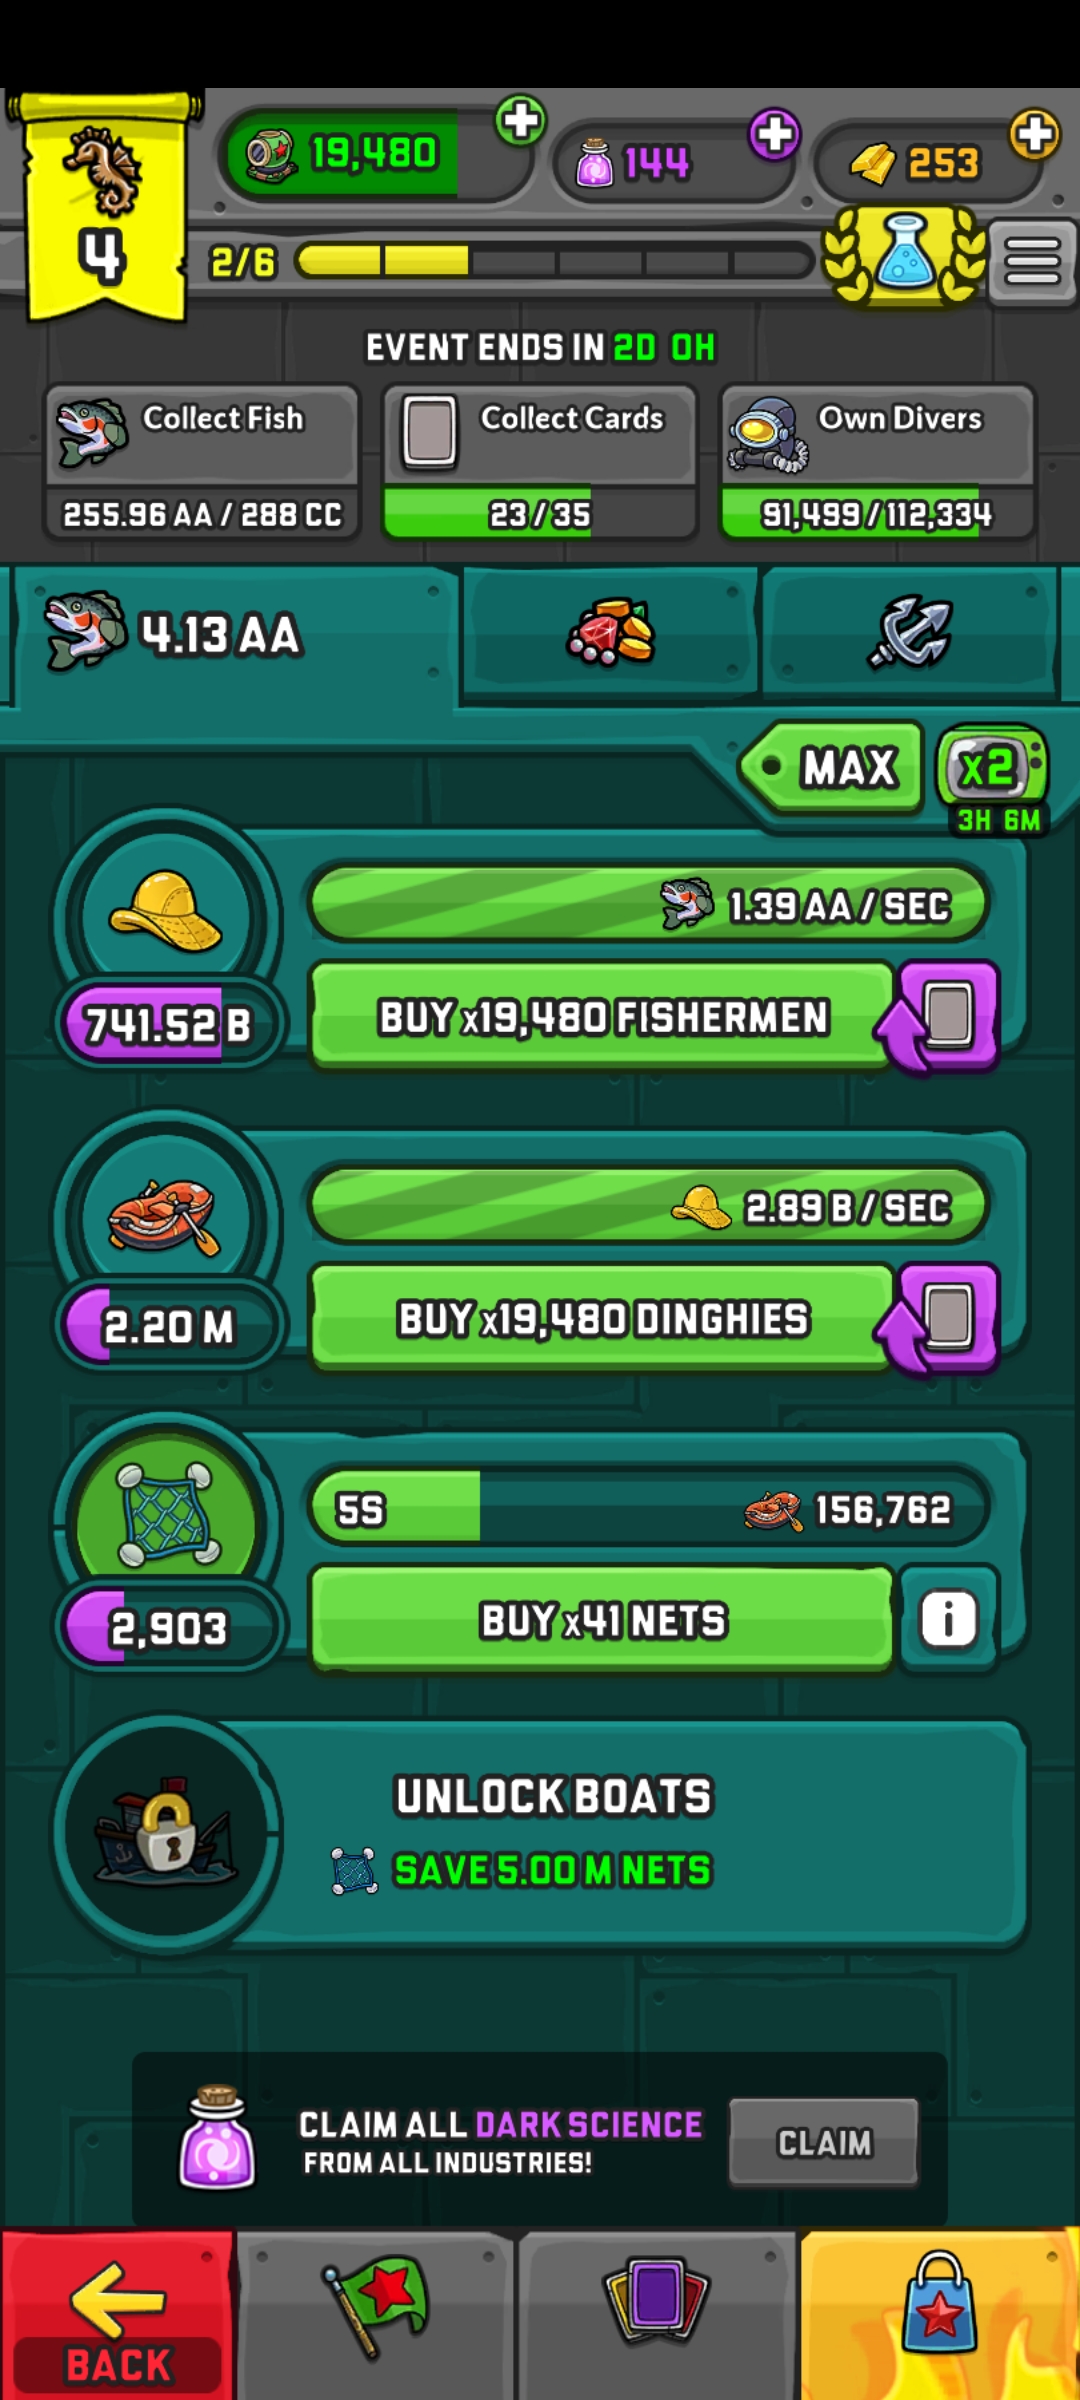 19,480
144
253
4
2/6
EVENT ENDS IN 2D 0H
Collect Fish
Collect Cards
Own Divers
255.96 AA / 288 CC
23 / 35
91,499 / 112,334
4.13 AA
MAX
x2
3H 6M
1.39 AA / SEC
741.52 B
BUY x19,480 FISHERMEN
2.89 B / SEC
2.20 M
BUY x19,480 DINGHIES
5S
156,762
2,903
BUY x41 NETS
i
UNLOCK BOATS
SAVE 5.00 M NETS
CLAIM ALL DARK SCIENCE
FROM ALL INDUSTRIES!
CLAIM
BACK